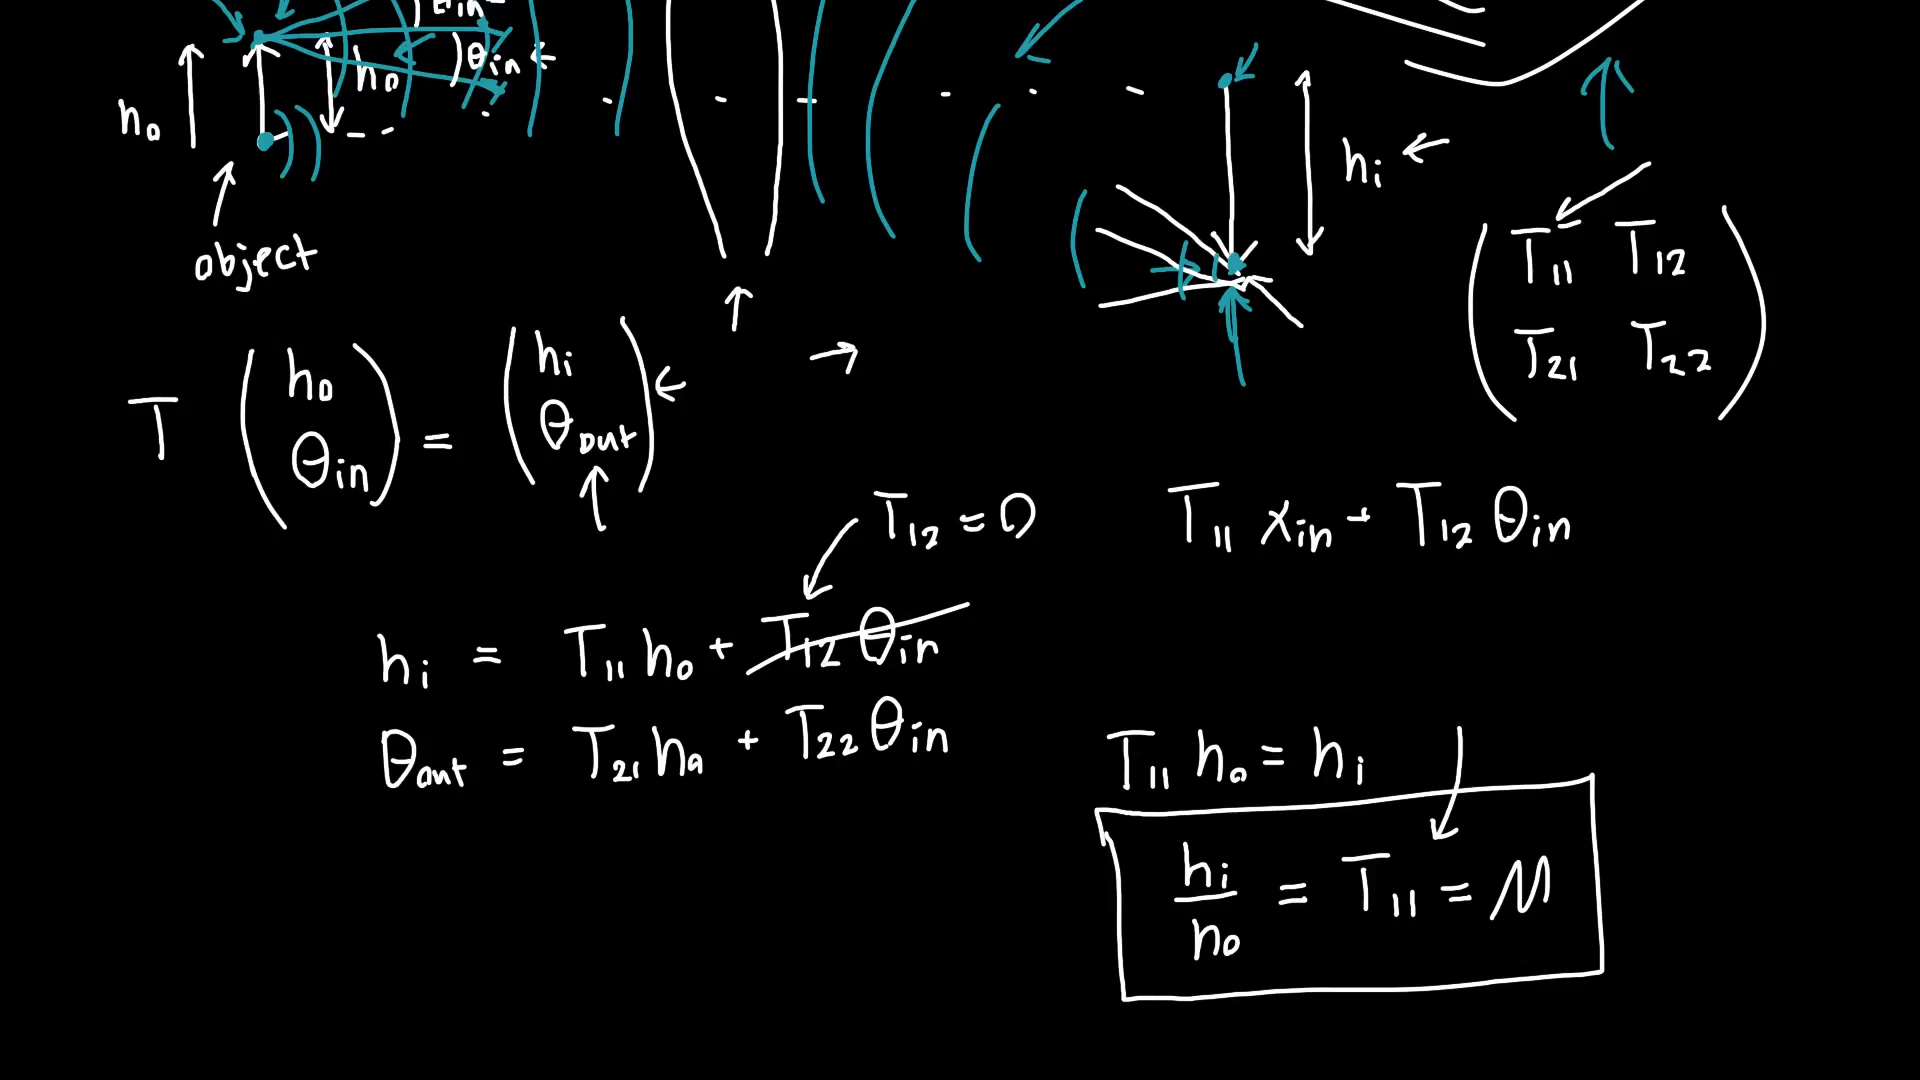 θin
h₀ h₀ )θin
hᵢ
object
( T₁₁ T₁₂
T₂₁ T₂₂ )
T ( h₀
θin ) = ( hᵢ
θout )
T₁₂ = 0
T₁₁ xin + T₁₂ θin
hᵢ = T₁₁ h₀ + T₁₂ θin
θout = T₂₁ h₀ + T₂₂ θin
T₁₁ h₀ = hᵢ
hᵢ/h₀ = T₁₁ = M